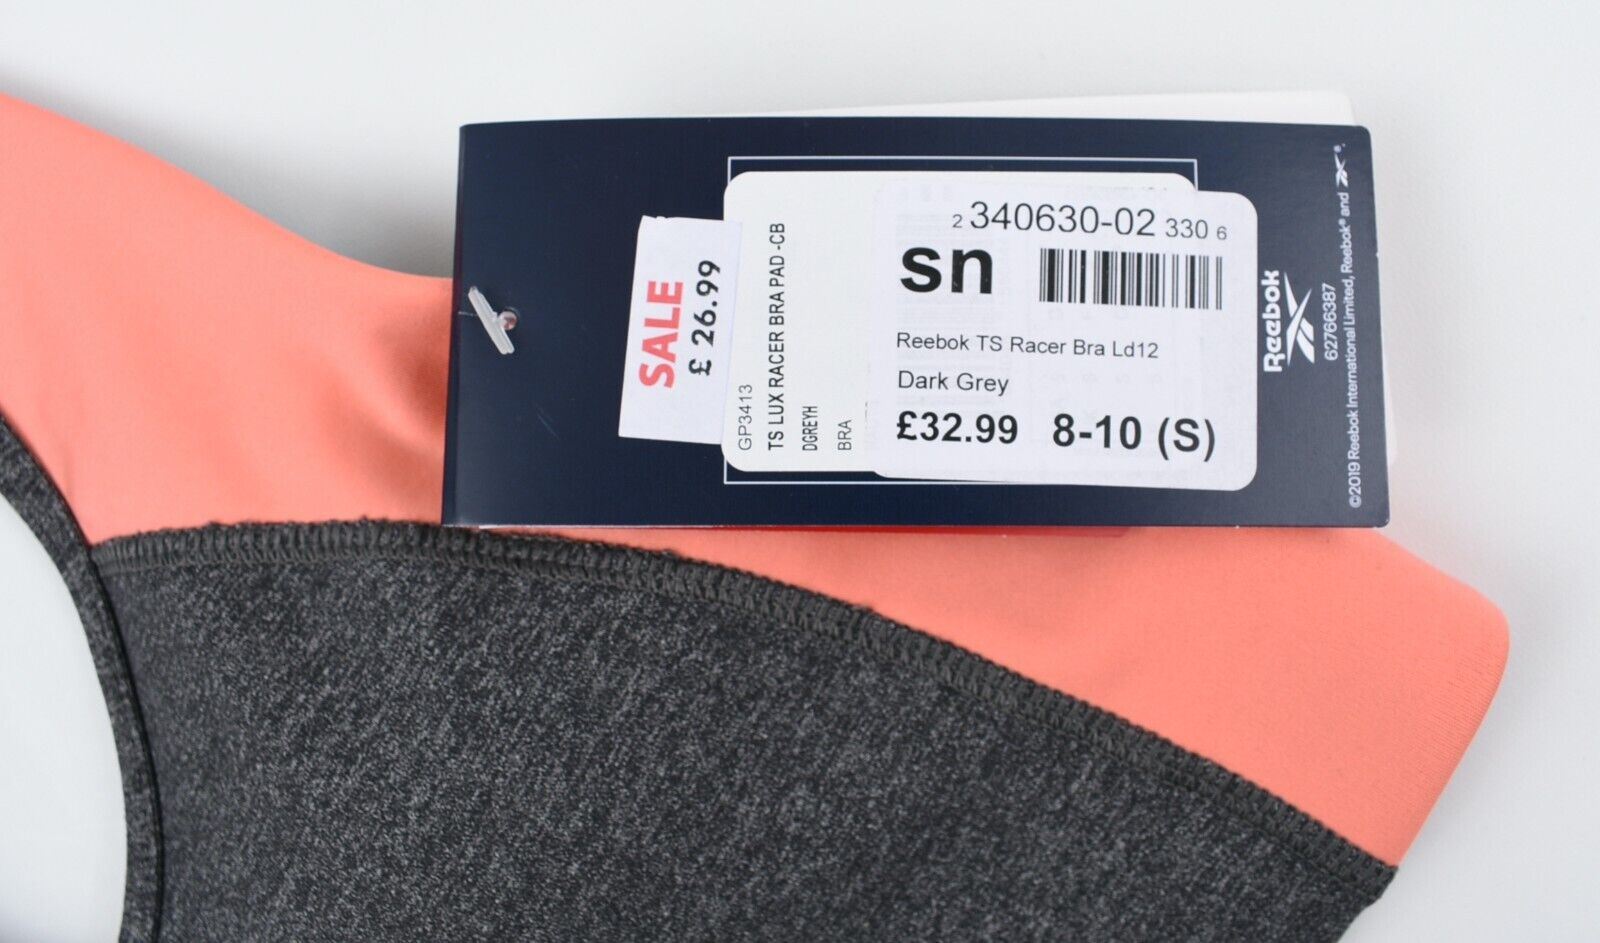 SALE
£ 26.99
GP3413
TS LUX RACER BRA PAD -CB
DGREYH
BRA
2 340630-02 330 6
sn
Reebok TS Racer Bra Ld12
Dark Grey
£32.99 8-10 (S)
Reebok
62766387
©2019 Reebok International Limited, Reebok® and ®.